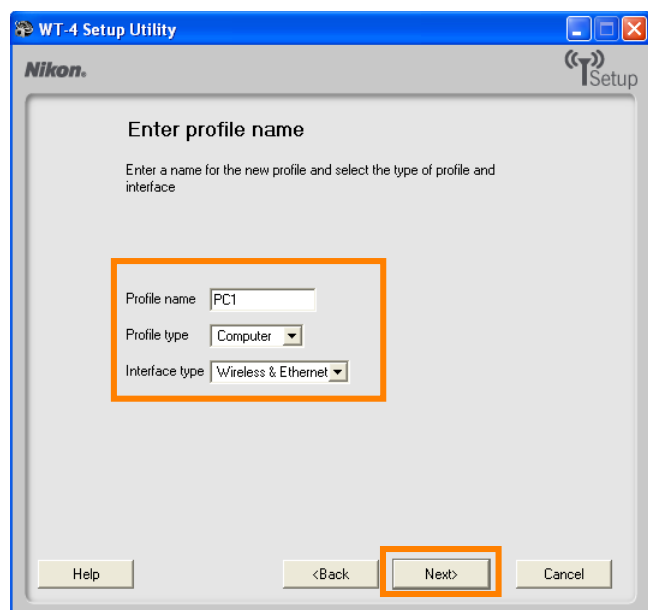 WT-4 Setup Utility
Nikon.
Setup
Enter profile name
Enter a name for the new profile and select the type of profile and
interface
Profile name PC1
Profile type Computer
Interface type Wireless & Ethernet
Help <Back Next> Cancel